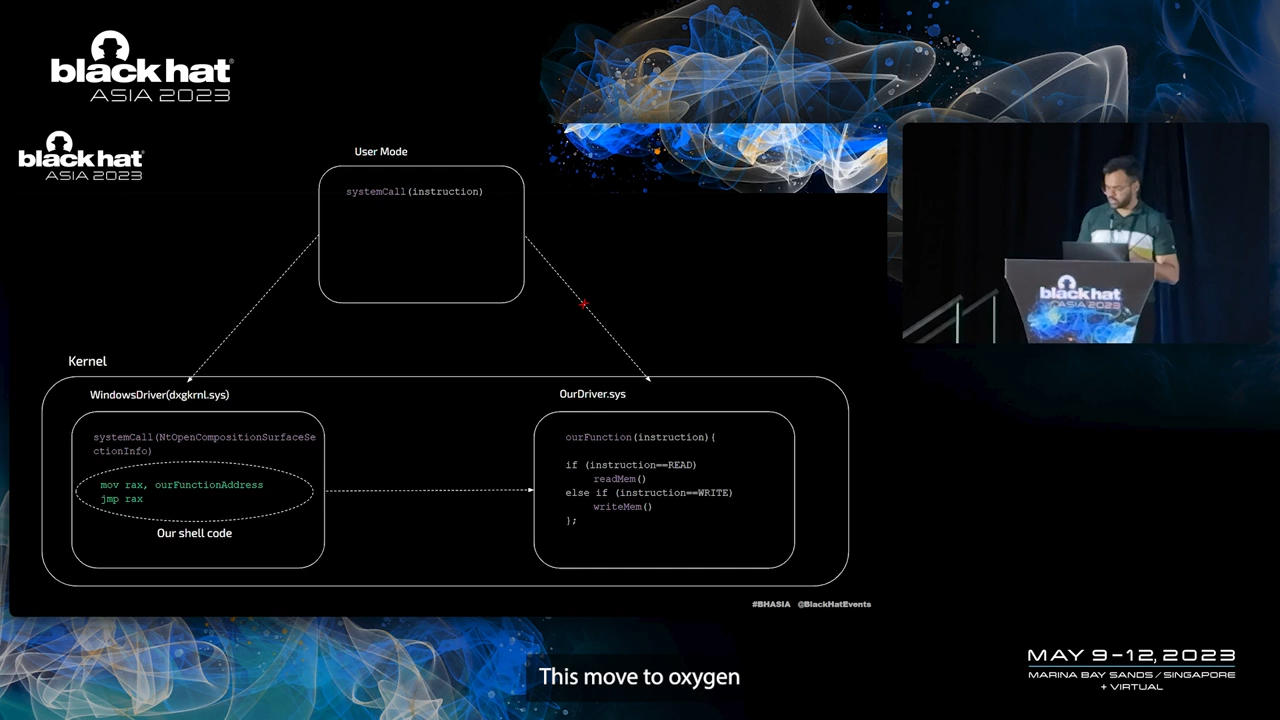 black hat
ASIA 2023
black hat
ASIA 2023
User Mode
systemCall(instruction)
Kernel
WindowsDriver(dxgkrnl.sys)
systemCall(NtOpenCompositionSurfaceSe
ctionInfo)
mov rax, ourFunctionAddress
jmp rax
Our shell code
OurDriver.sys
ourFunction(instruction){
if (instruction==READ)
readMem()
else if (instruction==WRITE)
writeMem()
};
#BHASIA @BlackHatEvents
black hat
ASIA 2023
This move to oxygen
MAY 9-12, 2023
MARINA BAY SANDS / SINGAPORE
+ VIRTUAL